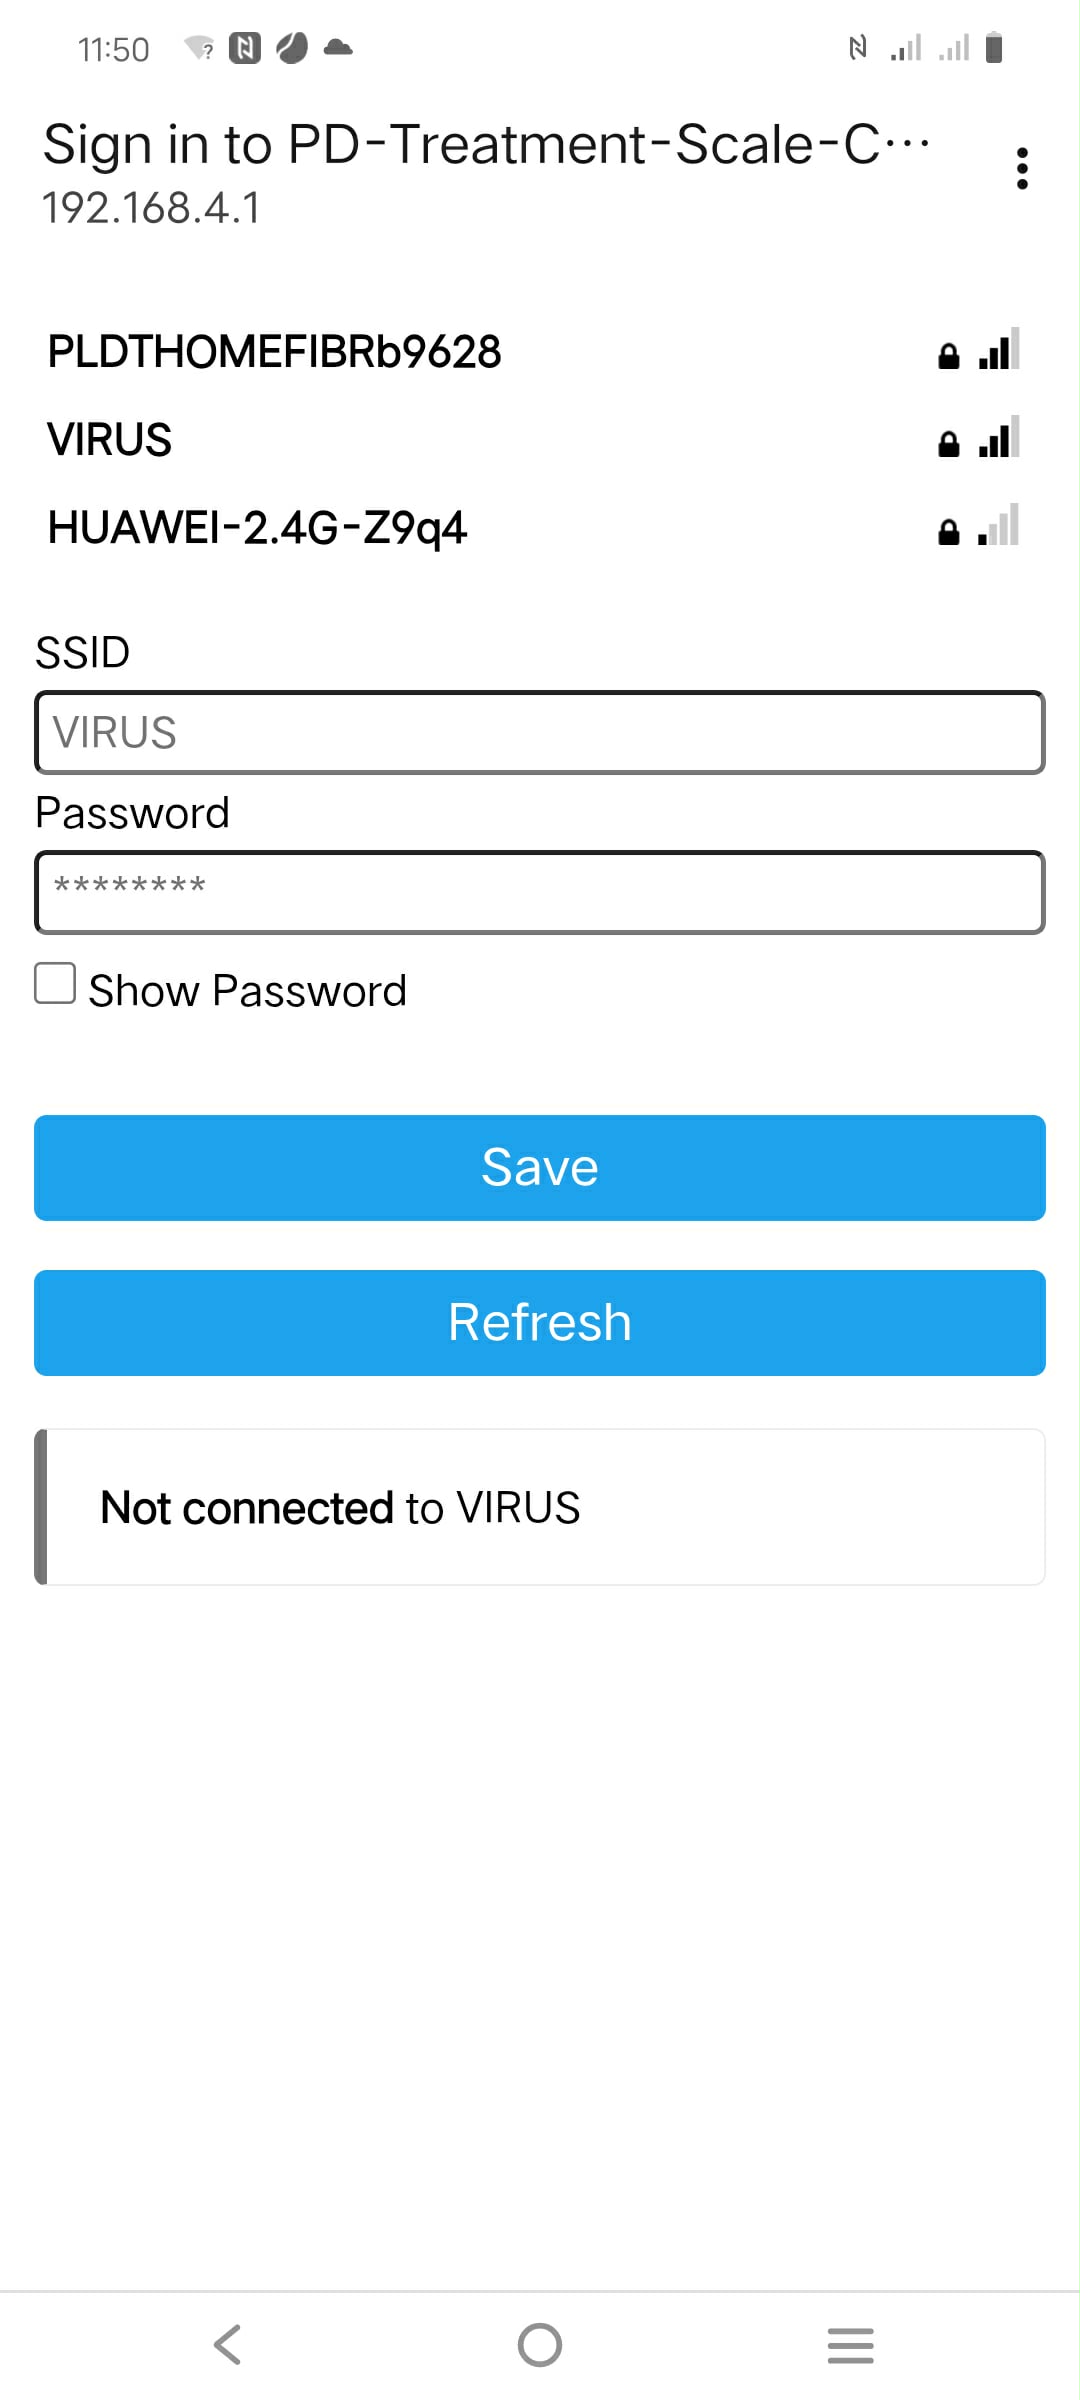 11:50
Sign in to PD-Treatment-Scale-C...
192.168.4.1
PLDTHOMEFIBRb9628
VIRUS
HUAWEI-2.4G-Z9q4
SSID
VIRUS
Password
********
Show Password
Save
Refresh
Not connected to VIRUS